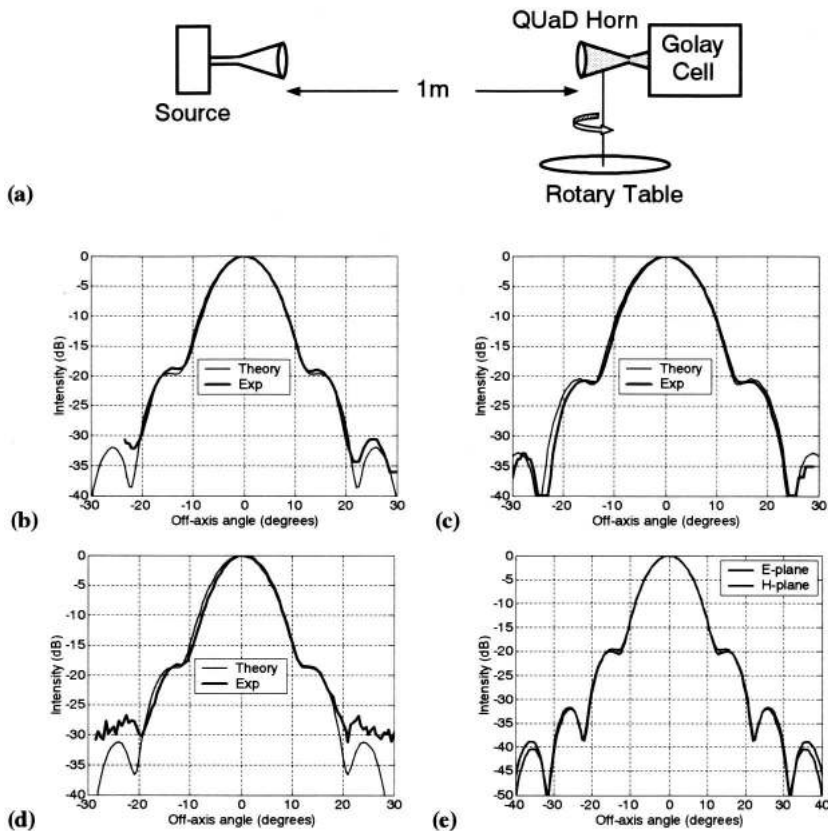 QUaD Horn
Golay
Cell
1m
Source
Rotary Table
(a)
0
-5
-10
-15
-20
-25
-30
-35
-40
Intensity (dB)
Theory
Exp
-30 -20 -10 0 10 20 30
Off-axis angle (degrees)
(b)
0
-5
-10
-15
-20
-25
-30
-35
-40
Intensity (dB)
Theory
Exp
-30 -20 -10 0 10 20 30
Off-axis angle (degrees)
(c)
0
-5
-10
-15
-20
-25
-30
-35
-40
Intensity (dB)
Theory
Exp
-30 -20 -10 0 10 20 30
Off-axis angle (degrees)
(d)
0
-5
-10
-15
-20
-25
-30
-35
-40
-45
-50
Intensity (dB)
E-plane
H-plane
-40 -30 -20 -10 0 10 20 30 40
Off-axis angle (degrees)
(e)